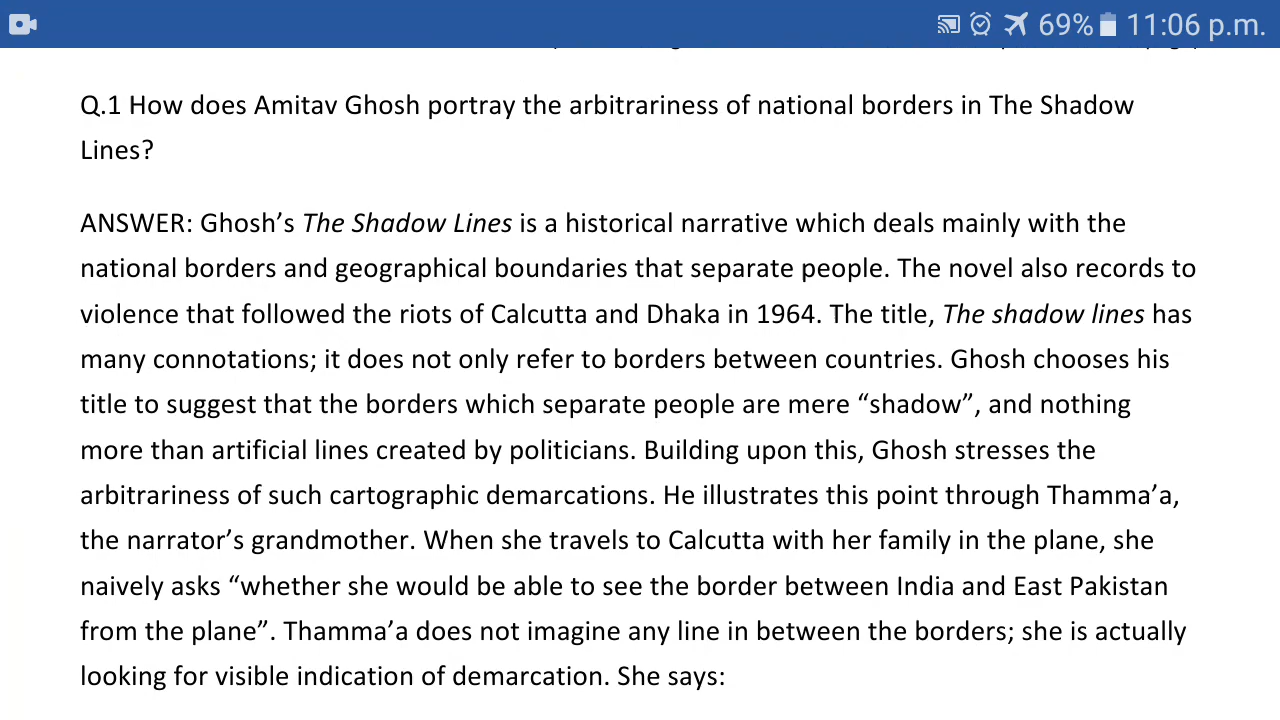 69% 11:06 p.m.
Q.1 How does Amitav Ghosh portray the arbitrariness of national borders in The Shadow
Lines?
ANSWER: Ghosh’s The Shadow Lines is a historical narrative which deals mainly with the
national borders and geographical boundaries that separate people. The novel also records to
violence that followed the riots of Calcutta and Dhaka in 1964. The title, The shadow lines has
many connotations; it does not only refer to borders between countries. Ghosh chooses his
title to suggest that the borders which separate people are mere “shadow”, and nothing
more than artificial lines created by politicians. Building upon this, Ghosh stresses the
arbitrariness of such cartographic demarcations. He illustrates this point through Thamma’a,
the narrator’s grandmother. When she travels to Calcutta with her family in the plane, she
naively asks “whether she would be able to see the border between India and East Pakistan
from the plane”. Thamma’a does not imagine any line in between the borders; she is actually
looking for visible indication of demarcation. She says: